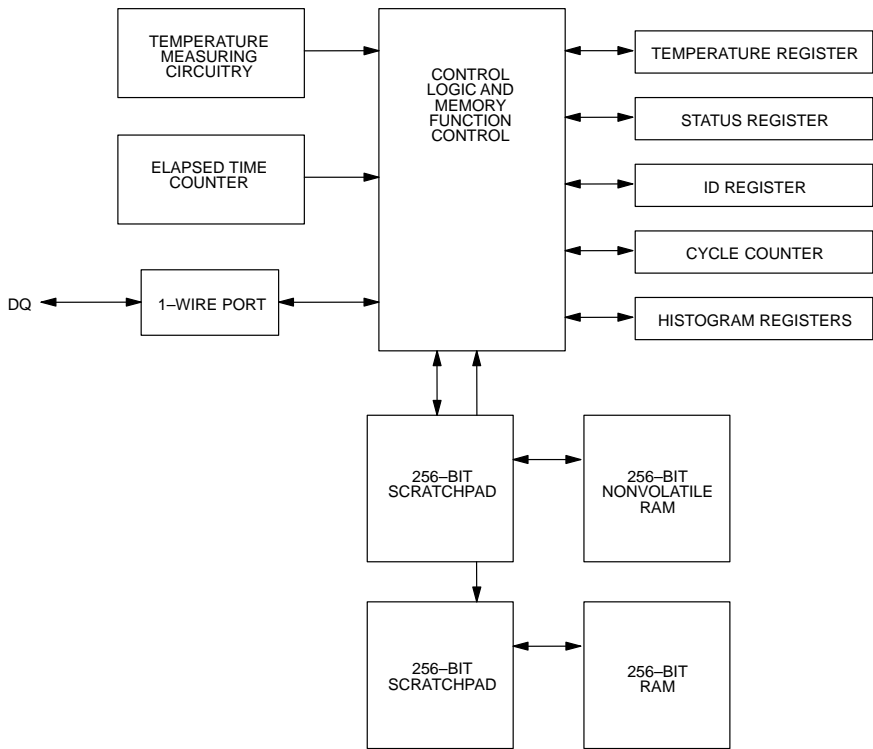 TEMPERATURE
MEASURING
CIRCUITRY
ELAPSED TIME
COUNTER
DQ
1–WIRE PORT
CONTROL
LOGIC AND
MEMORY
FUNCTION
CONTROL
TEMPERATURE REGISTER
STATUS REGISTER
ID REGISTER
CYCLE COUNTER
HISTOGRAM REGISTERS
256–BIT
SCRATCHPAD
256–BIT
NONVOLATILE
RAM
256–BIT
SCRATCHPAD
256–BIT
RAM